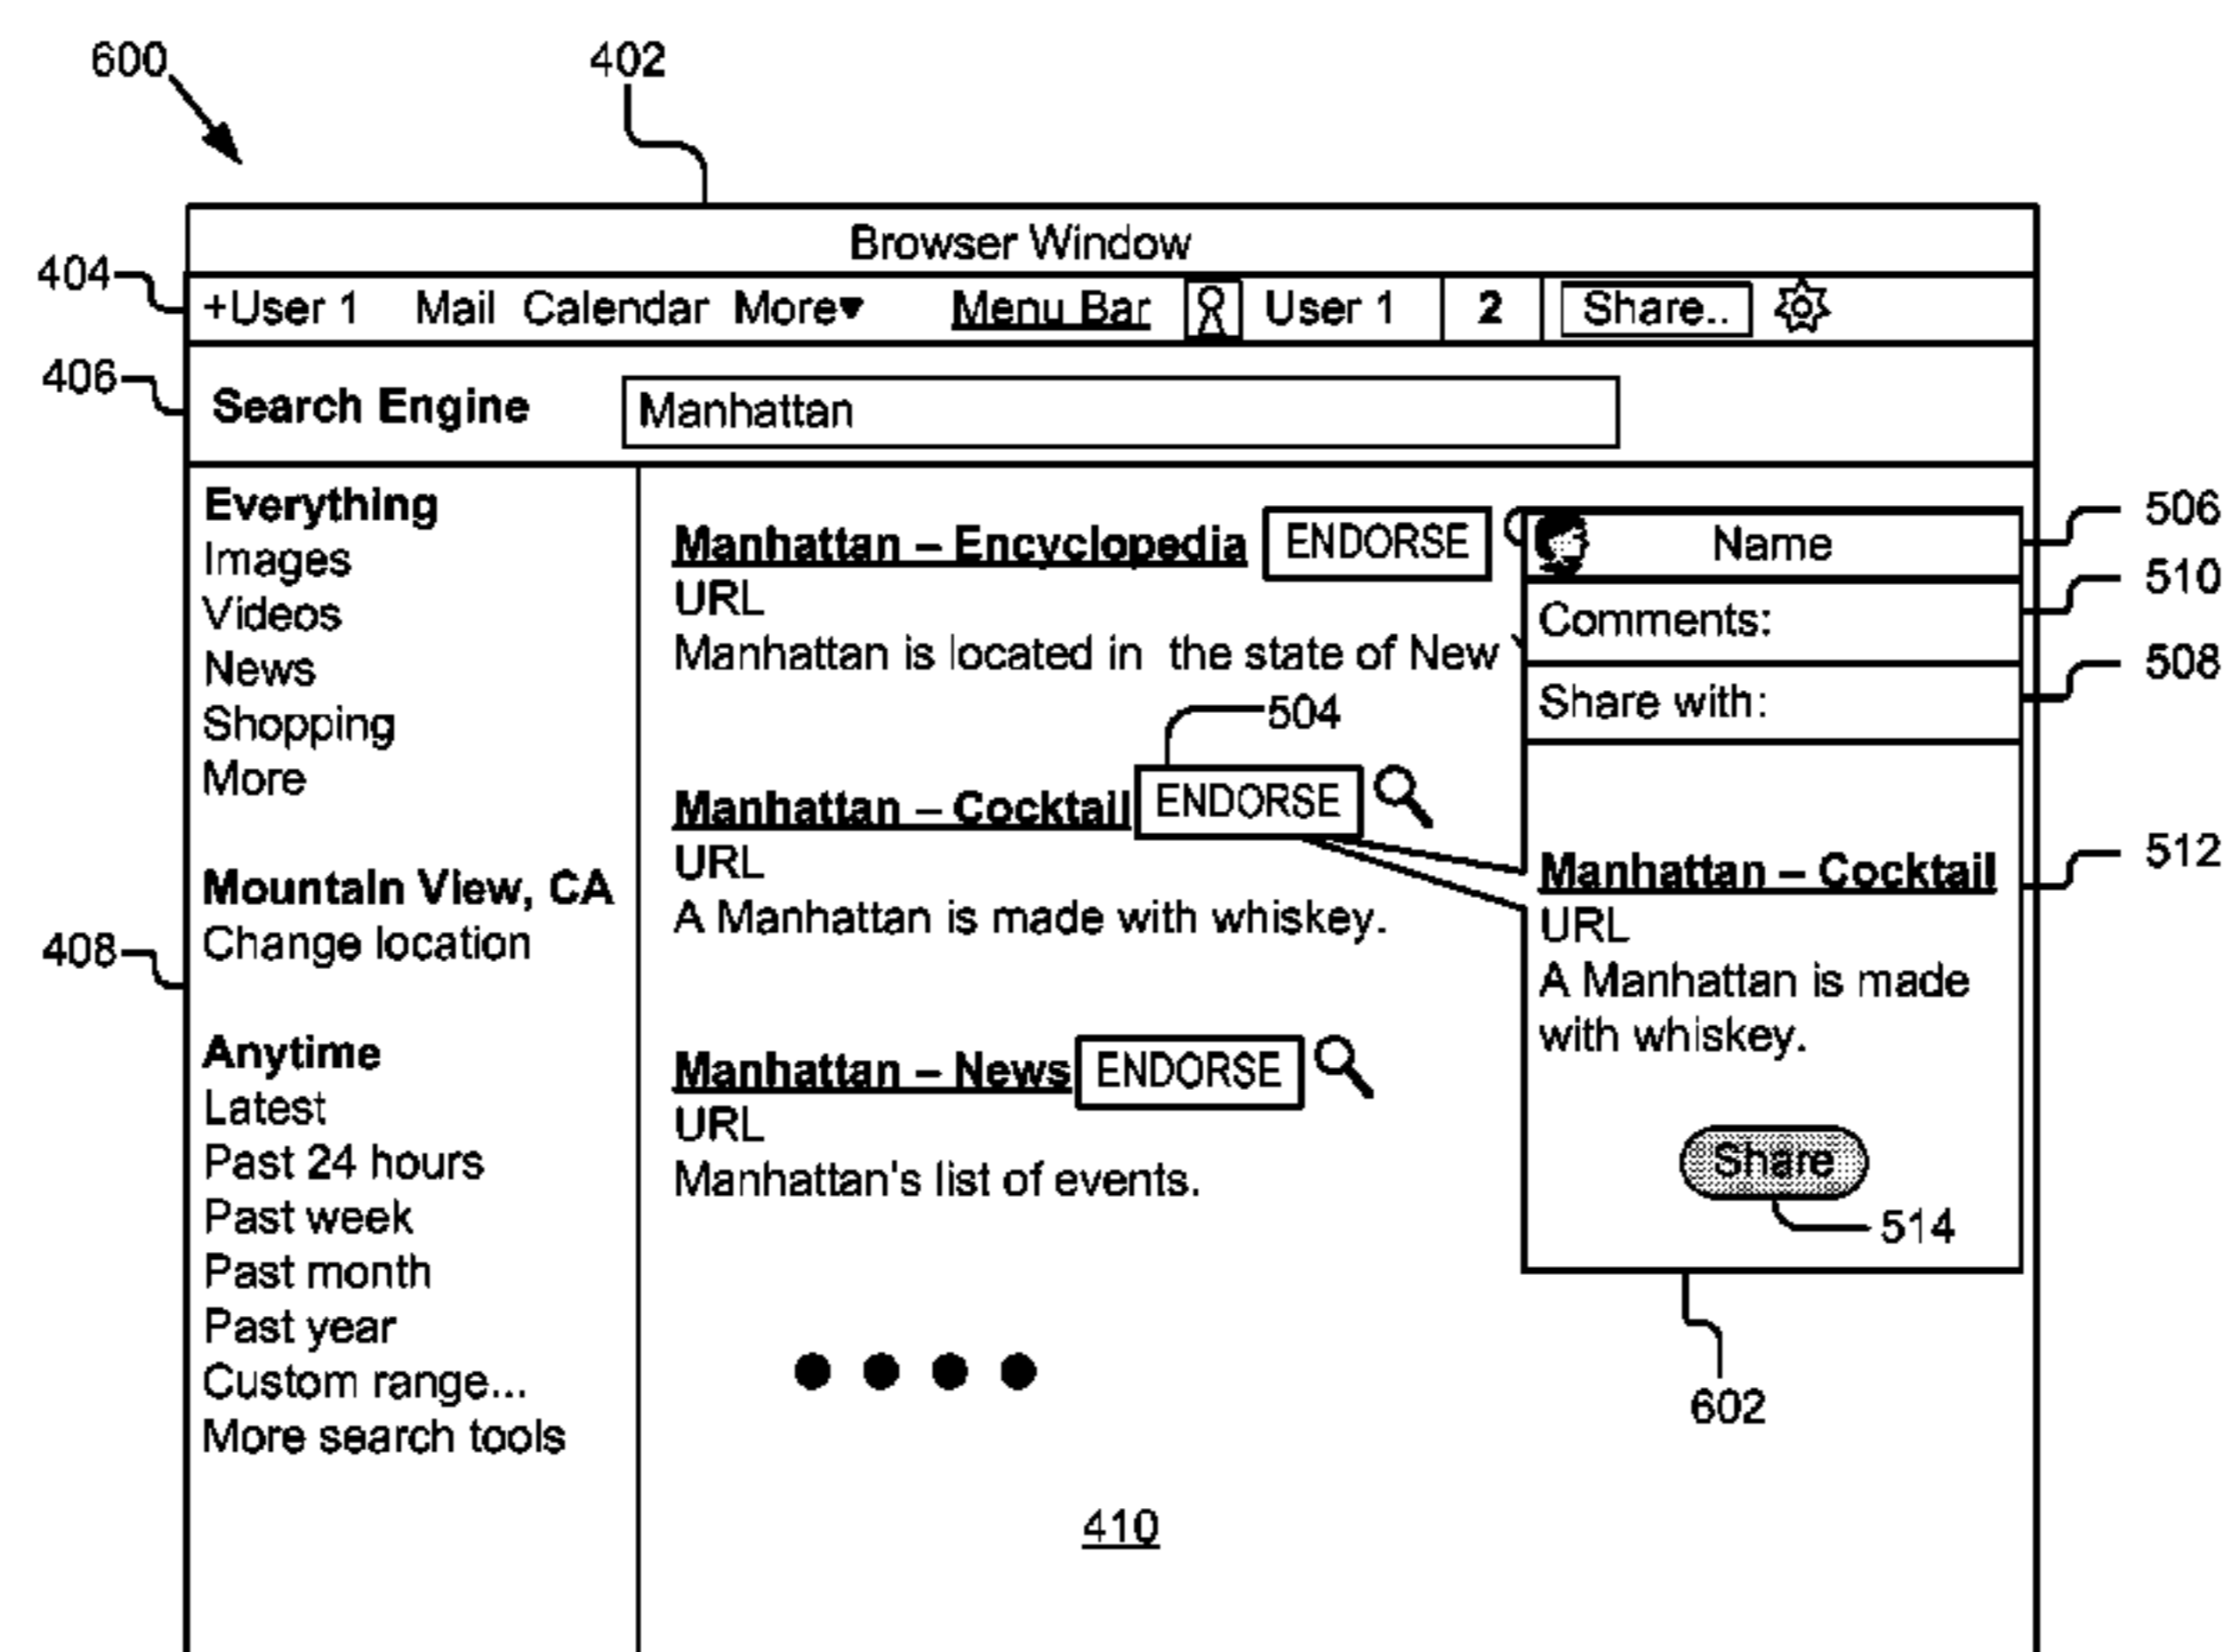 600
402
Browser Window
404
+User 1 Mail Calendar More▾ Menu Bar User 1 2 Share..
406
Search Engine Manhattan
Everything
Images
Videos
News
Shopping
More
Mountain View, CA
408
Change location
Anytime
Latest
Past 24 hours
Past week
Past month
Past year
Custom range...
More search tools
Manhattan – Encyclopedia ENDORSE
URL
Manhattan is located in the state of New
504
Manhattan – Cocktail ENDORSE
URL
A Manhattan is made with whiskey.
Manhattan – News ENDORSE
URL
Manhattan's list of events.
410
Name 506
Comments: 510
Share with: 508
Manhattan – Cocktail 512
URL
A Manhattan is made
with whiskey.
Share
514
602